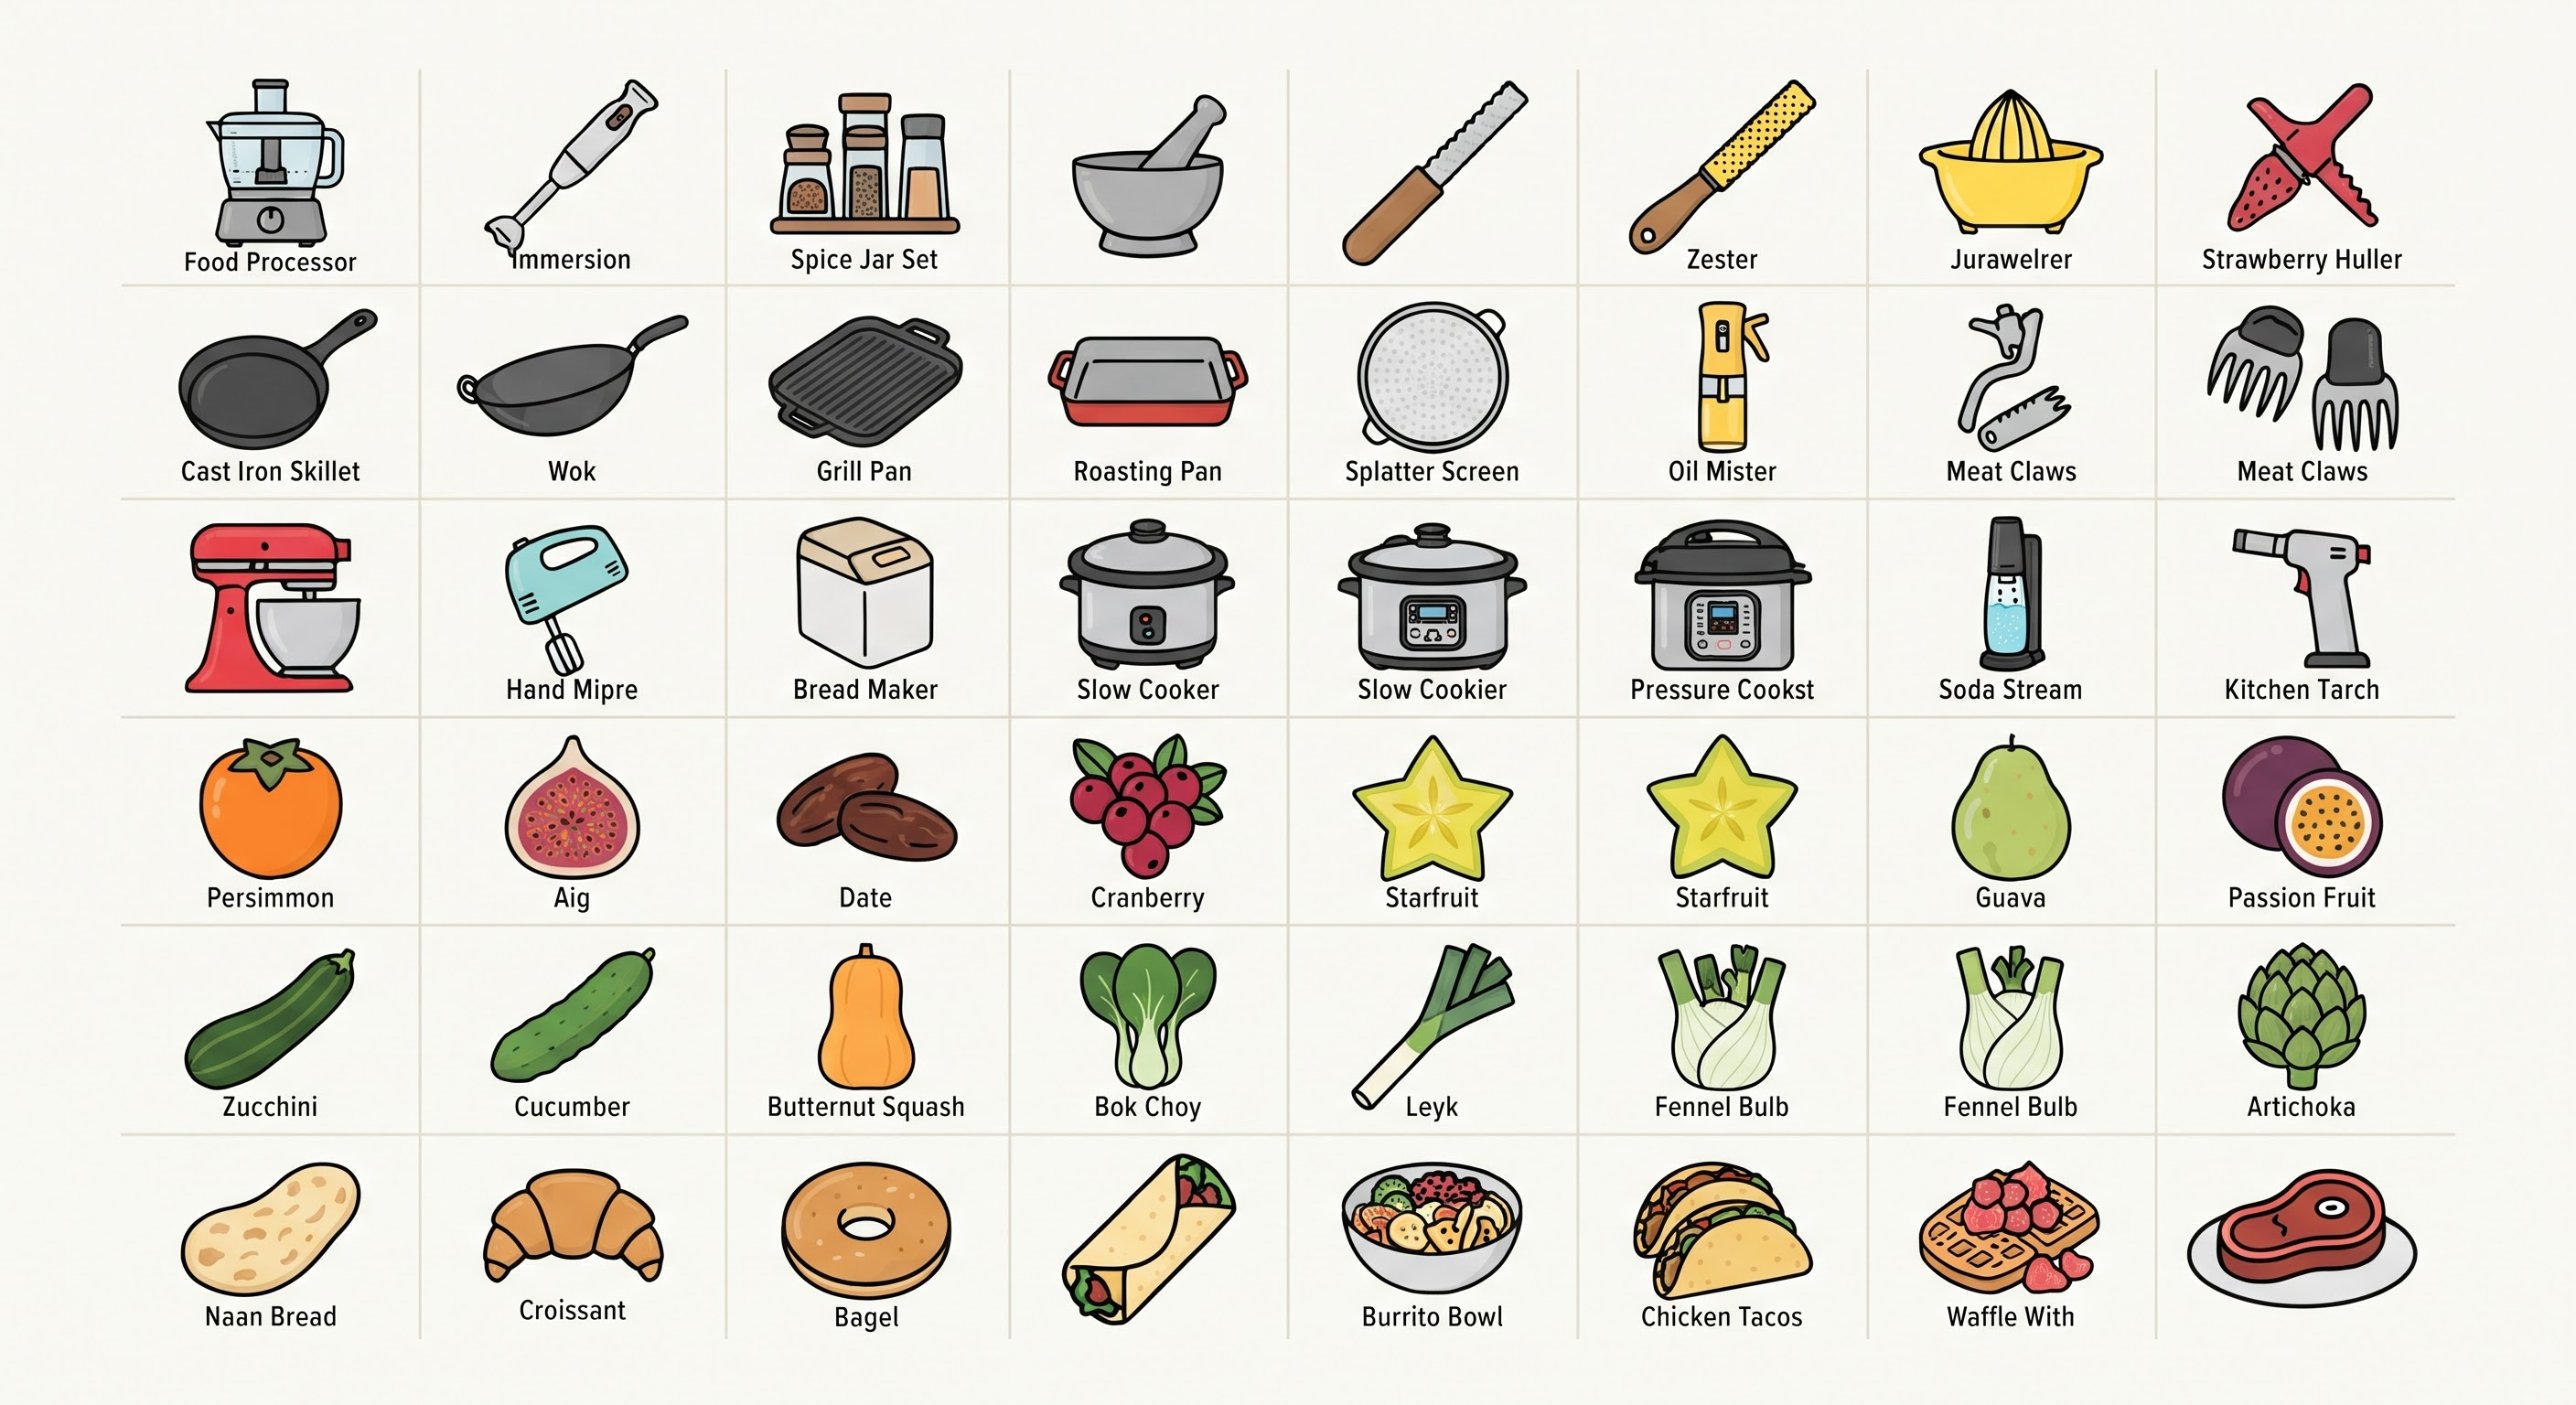 Food Processor
Immersion
Spice Jar Set
Zester
Jurawelrer
Strawberry Huller
Cast Iron Skillet
Wok
Grill Pan
Roasting Pan
Splatter Screen
Oil Mister
Meat Claws
Meat Claws
Hand Mipre
Bread Maker
Slow Cooker
Slow Cookier
Pressure Cookst
Soda Stream
Kitchen Tarch
Persimmon
Aig
Date
Cranberry
Starfruit
Starfruit
Guava
Passion Fruit
Zucchini
Cucumber
Butternut Squash
Bok Choy
Leyk
Fennel Bulb
Fennel Bulb
Artichoka
Naan Bread
Croissant
Bagel
Burrito Bowl
Chicken Tacos
Waffle With